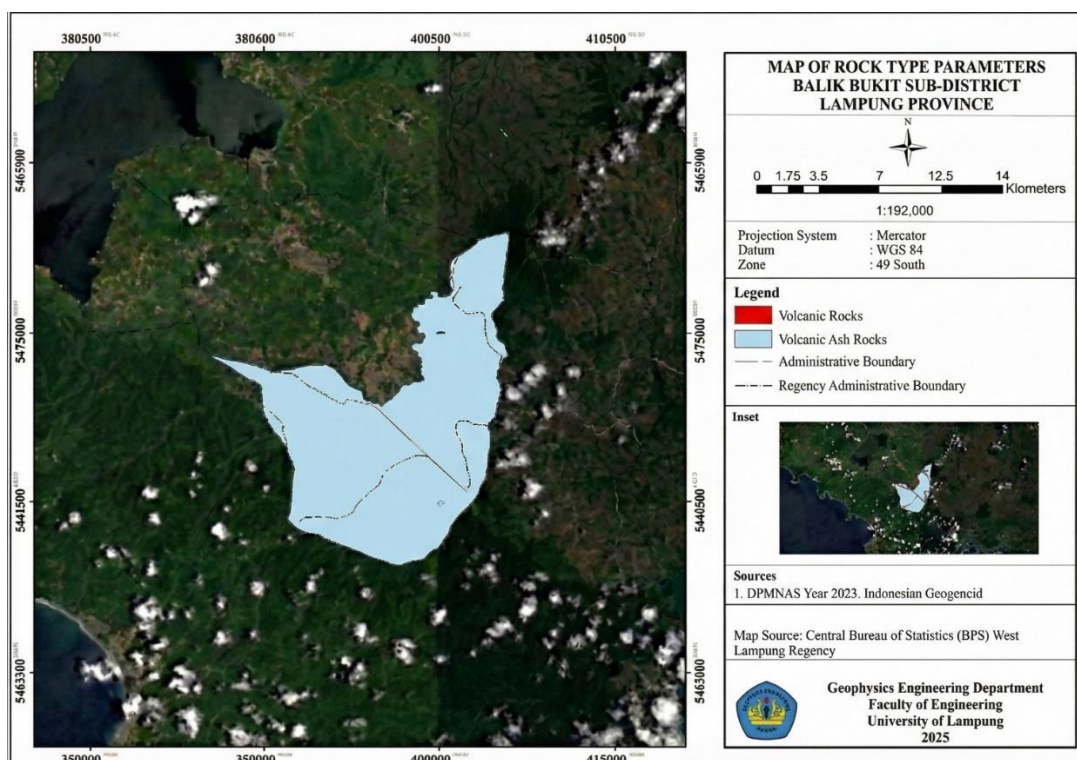 380500
380600
400500
410500
5465900
5465900
5475000
5475000
5441500
5440500
5463300
5463000
380000
350000
400000
415000
MAP OF ROCK TYPE PARAMETERS
BALIK BUKIT SUB-DISTRICT
LAMPUNG PROVINCE
N
0 1.75 3.5 7 12.5 14
Klometers
1:192,000
Projection System : Mercator
Datum : WGS 84
Zone : 49 South
Legend
Volcanic Rocks
Volcanic Ash Rocks
Administrative Boundary
Regency Administrative Boundary
Inset
Sources
1. DPMNAS Year 2023. Indonesian Geogencid
Map Source: Central Bureau of Statistics (BPS) West
Lampung Regency
Geophysics Engineering Department
Faculty of Engineering
University of Lampung
2025